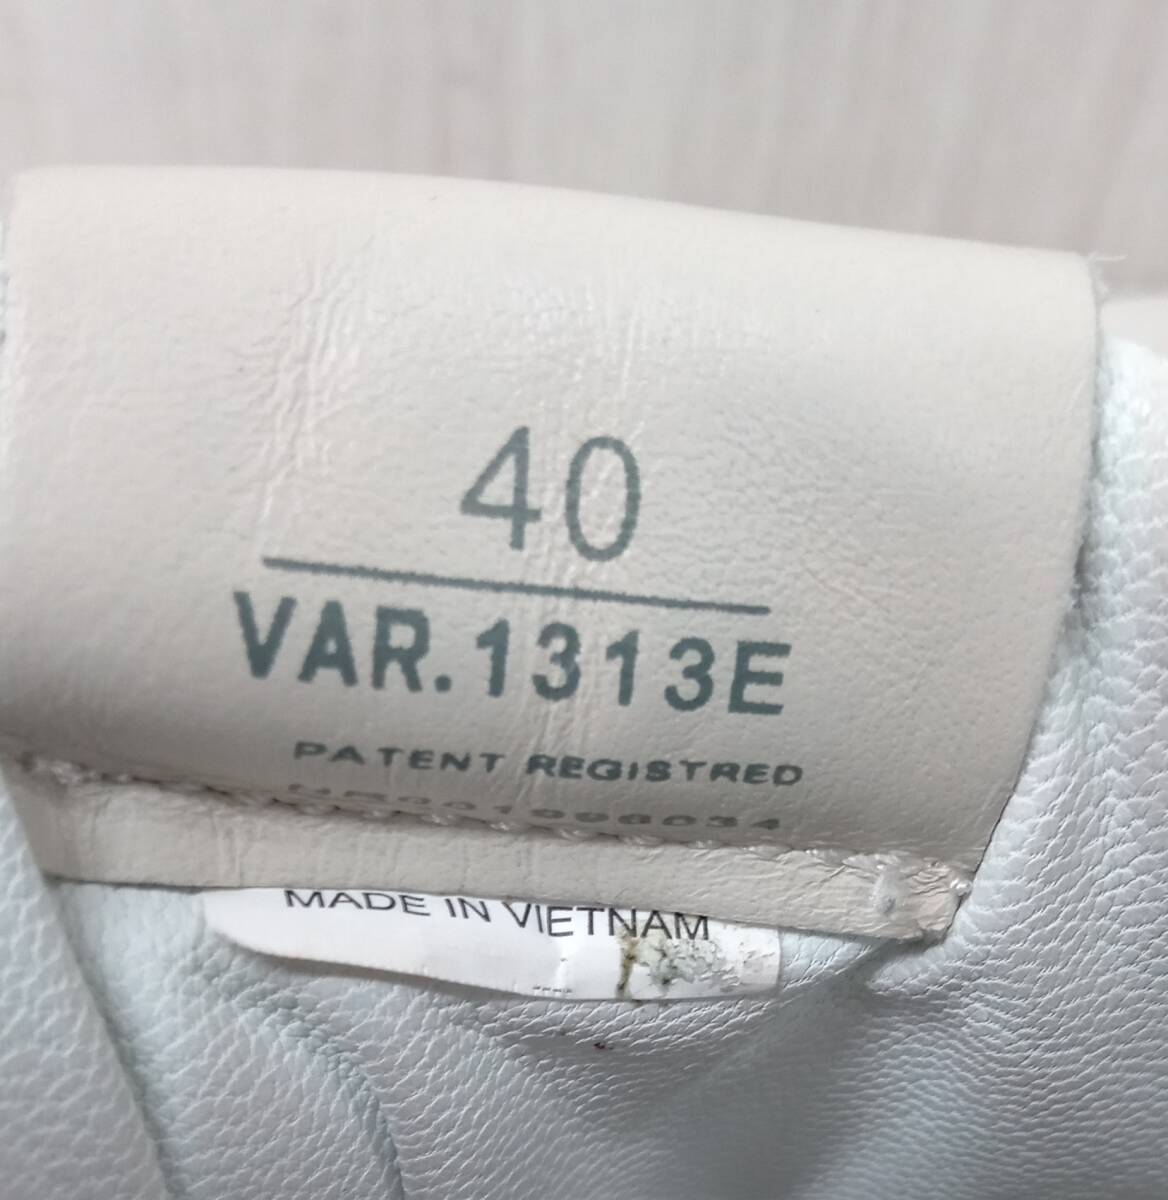 40
VAR.1313E
PATENT REGISTRED
MADE IN VIETNAM